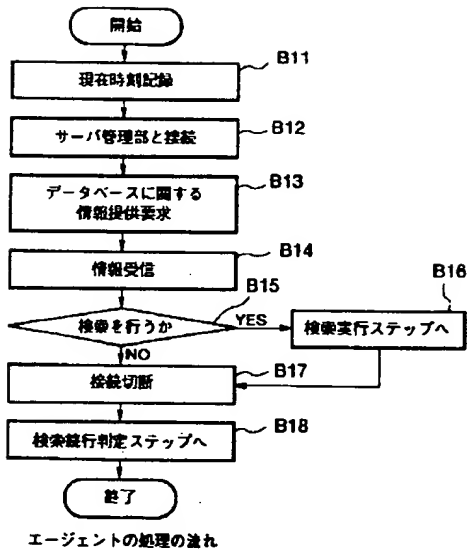 開始
B11
現在時刻記録
B12
サーバ管理部と接続
B13
データベースに関する
情報提供要求
B14
情報受信
B15
B16
検索を行うか
YES
検索実行ステップへ
NO
B17
接続切断
B18
検索続行判定ステップへ
終了
エージェントの処理の流れ